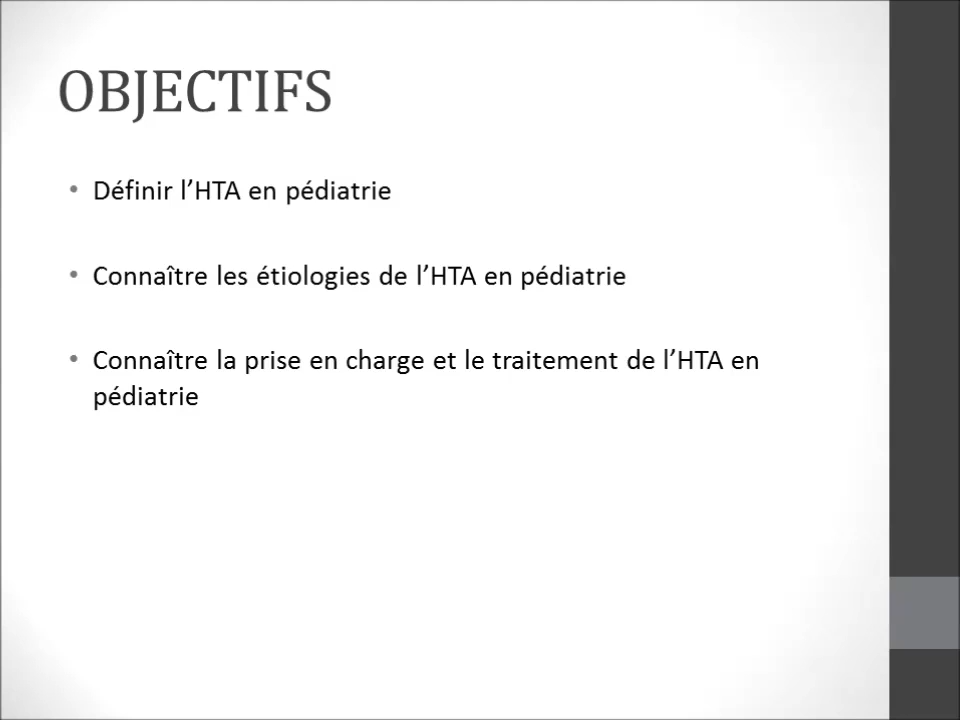 OBJECTIFS
• Définir l’HTA en pédiatrie
• Connaître les étiologies de l’HTA en pédiatrie
• Connaître la prise en charge et le traitement de l’HTA en
pédiatrie